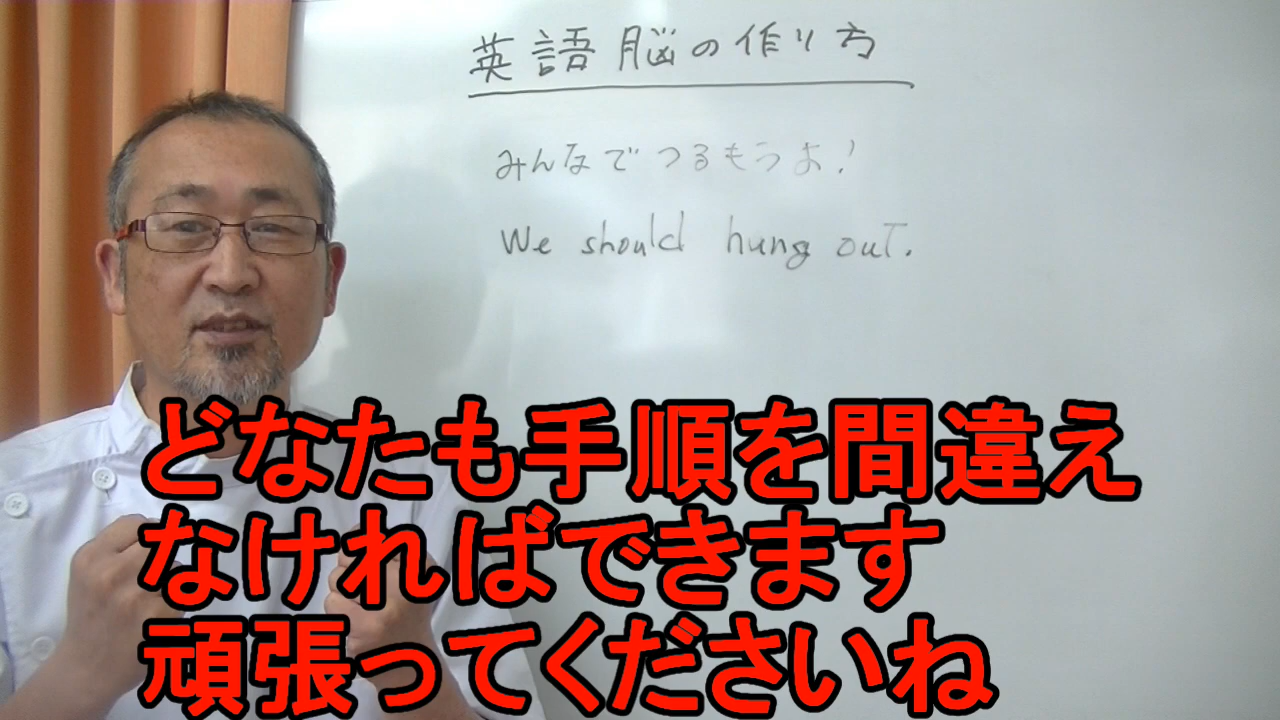 英語脳の作り方
みんなでつるもうよ!
We should hung out.
どなたも手順を間違え
なければできます
頑張ってくださいね